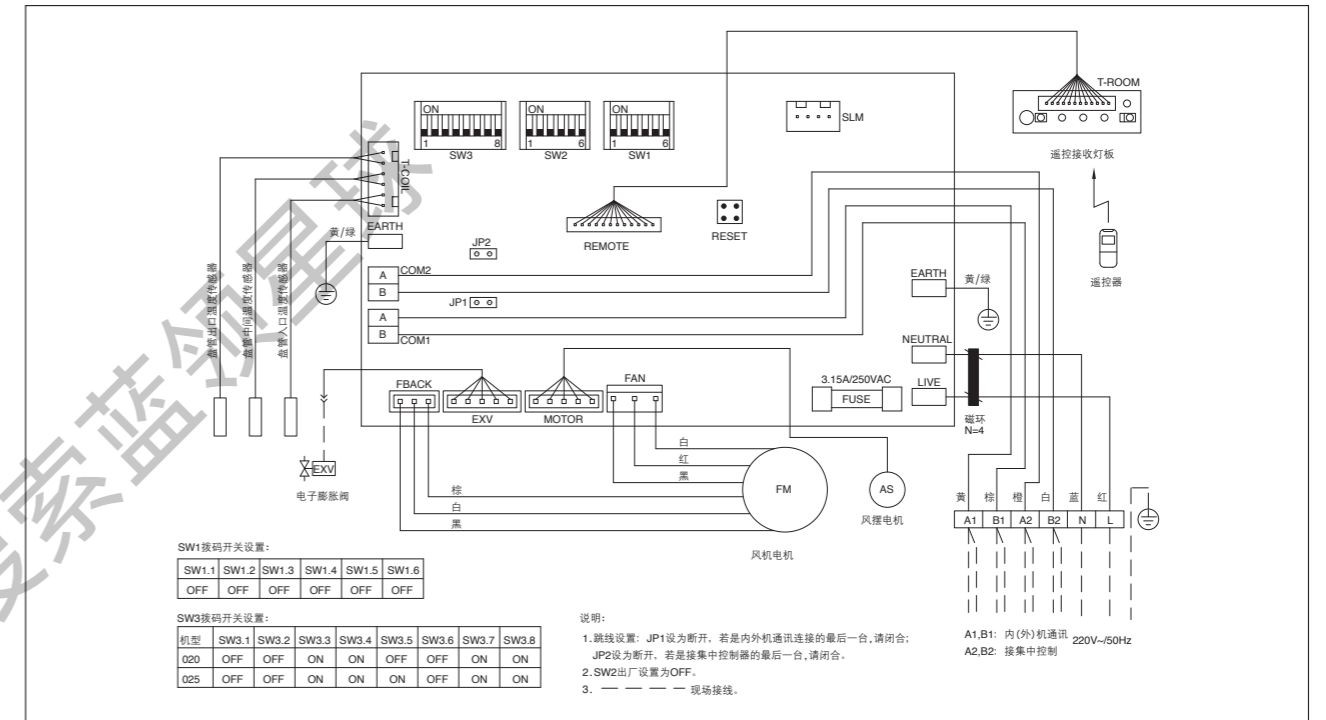 T-ROOM
遥控接收灯板
遥控器
ON
1 8
SW3
ON
1 6
SW2
ON
1 6
SW1
SLM
T-COIL
EARTH
黄/绿
盘管出口温度传感器
盘管中间温度传感器
盘管入口温度传感器
REMOTE
RESET
JP2
JP1
A
B
COM2
A
B
COM1
EARTH
黄/绿
NEUTRAL
LIVE
3.15A/250VAC
FUSE
磁环
N=4
FBACK
EXV
MOTOR
FAN
EXV
电子膨胀阀
白
红
黑
棕
白
黑
FM
风机电机
AS
风摆电机
黄 棕 橙 白 蓝 红
A1 B1 A2 B2 N L
A1,B1: 内(外)机通讯
A2,B2: 接集中控制
220V~/50Hz
SW1拨码开关设置:
SW1.1 SW1.2 SW1.3 SW1.4 SW1.5 SW1.6
OFF OFF OFF OFF OFF OFF
SW3拨码开关设置:
机型 SW3.1 SW3.2 SW3.3 SW3.4 SW3.5 SW3.6 SW3.7 SW3.8
020 OFF OFF ON ON OFF OFF ON ON
025 OFF OFF ON ON ON OFF ON ON
说明:
1.跳线设置: JP1设为断开, 若是内外机通讯连接的最后一台,请闭合;
JP2设为断开, 若是接集中控制器的最后一台,请闭合。
2.SW2出厂设置为OFF。
3. — — — — 现场接线。
搜索蓝领星球